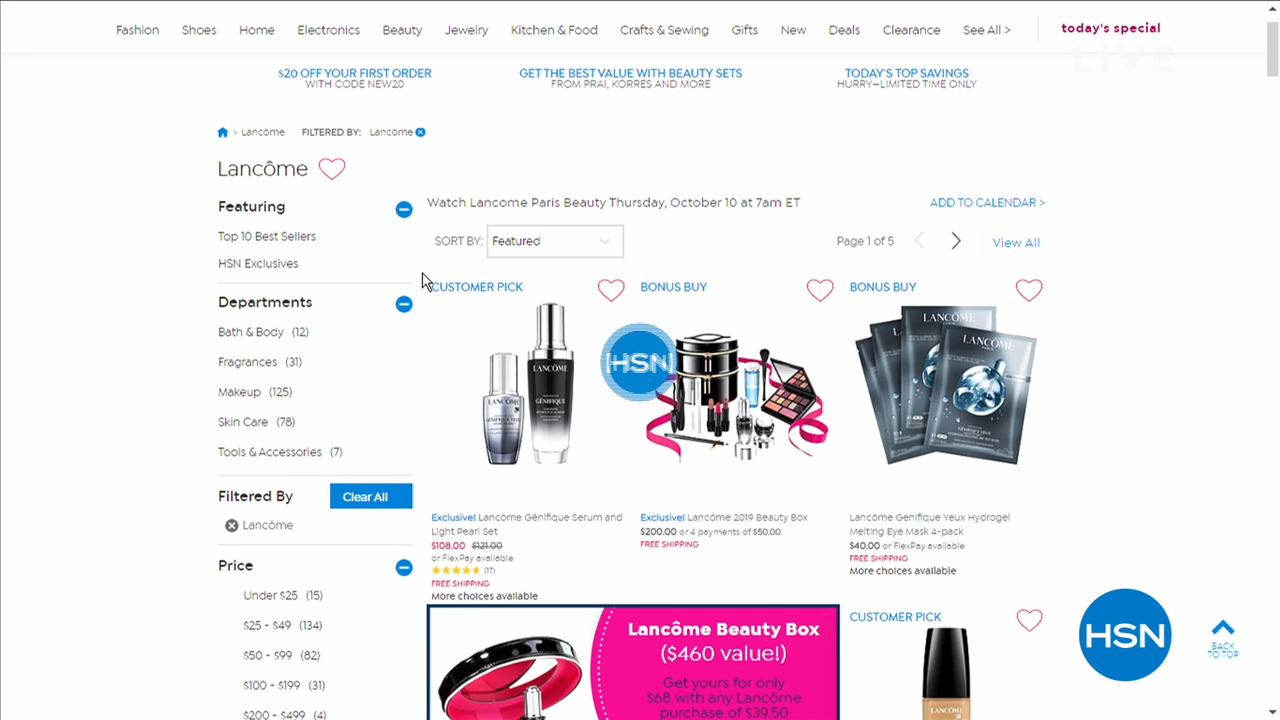 Fashion Shoes Home Electronics Beauty Jewelry Kitchen & Food Crafts & Sewing Gifts New Deals Clearance See All > today's special
LIVE
$20 OFF YOUR FIRST ORDER
WITH CODE NEW20
GET THE BEST VALUE WITH BEAUTY SETS
FROM PRAI, KORRES AND MORE
TODAY'S TOP SAVINGS
HURRY—LIMITED TIME ONLY
> Lancôme FILTERED BY: Lancôme
Lancôme
Featuring
Top 10 Best Sellers
HSN Exclusives
Departments
Bath & Body (12)
Fragrances (31)
Makeup (125)
Skin Care (78)
Tools & Accessories (7)
Filtered By Clear All
Lancôme
Price
Under $25 (15)
$25 - $49 (134)
$50 - $99 (82)
$100 - $199 (31)
$200 - $499 (4)
Watch Lancome Paris Beauty Thursday, October 10 at 7am ET
ADD TO CALENDAR >
SORT BY: Featured
Page 1 of 5
View All
CUSTOMER PICK
LANCÔME
GÉNIFIQUE
LANCÔME
GÉNIFIQUE YEUX
Exclusive! Lancôme Génifique Serum and
Light Pearl Set
$108.00 $121.00
or FlexPay available
(17)
FREE SHIPPING
More choices available
BONUS BUY
HSN
Exclusive! Lancôme 2019 Beauty Box
$200.00 or 4 payments of $50.00
FREE SHIPPING
BONUS BUY
LANCÔME
LANCÔME
Lancôme Genifique Yeux Hydrogel
Melting Eye Mask 4-pack
$40.00 or FlexPay available
FREE SHIPPING
More choices available
Lancôme Beauty Box
($460 value!)
Get yours for only
$68 with any Lancôme
purchase of $39.50
CUSTOMER PICK
LANCÔME
HSN
BACK
TO TOP